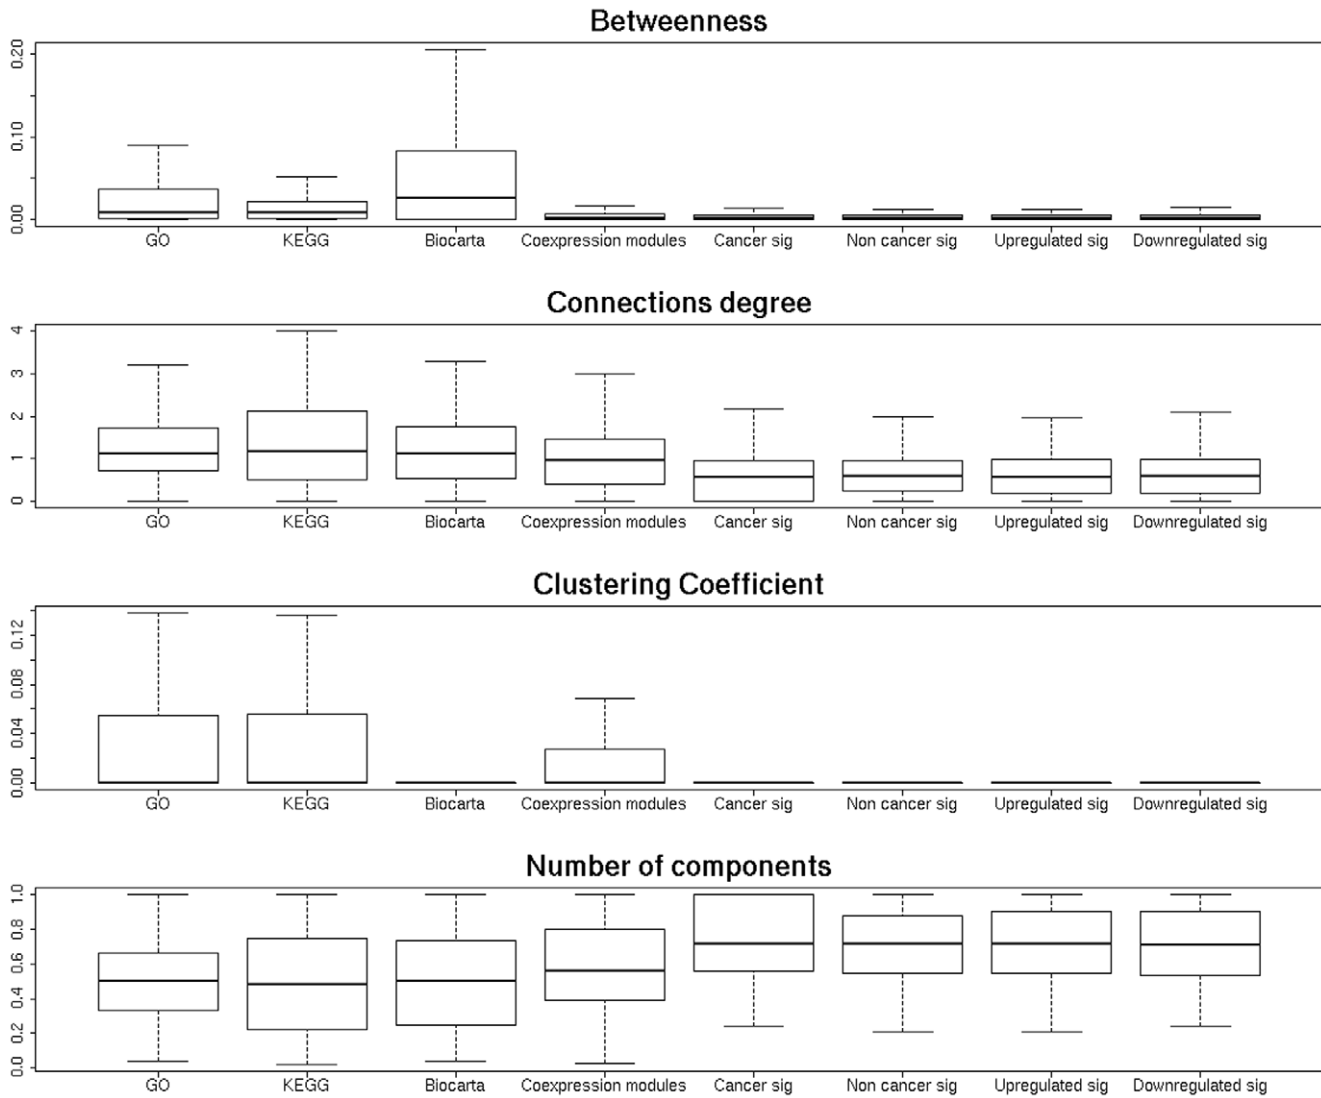 Betweenness
0.20
0.10
0.00
GO KEGG Biocarta Coexpression modules Cancer sig Non cancer sig Upregulated sig Downregulated sig
Connections degree
4
3
2
1
0
GO KEGG Biocarta Coexpression modules Cancer sig Non cancer sig Upregulated sig Downregulated sig
Clustering Coefficient
0.12
0.08
0.04
0.00
GO KEGG Biocarta Coexpression modules Cancer sig Non cancer sig Upregulated sig Downregulated sig
Number of components
1.0
0.8
0.6
0.4
0.2
0.0
GO KEGG Biocarta Coexpression modules Cancer sig Non cancer sig Upregulated sig Downregulated sig